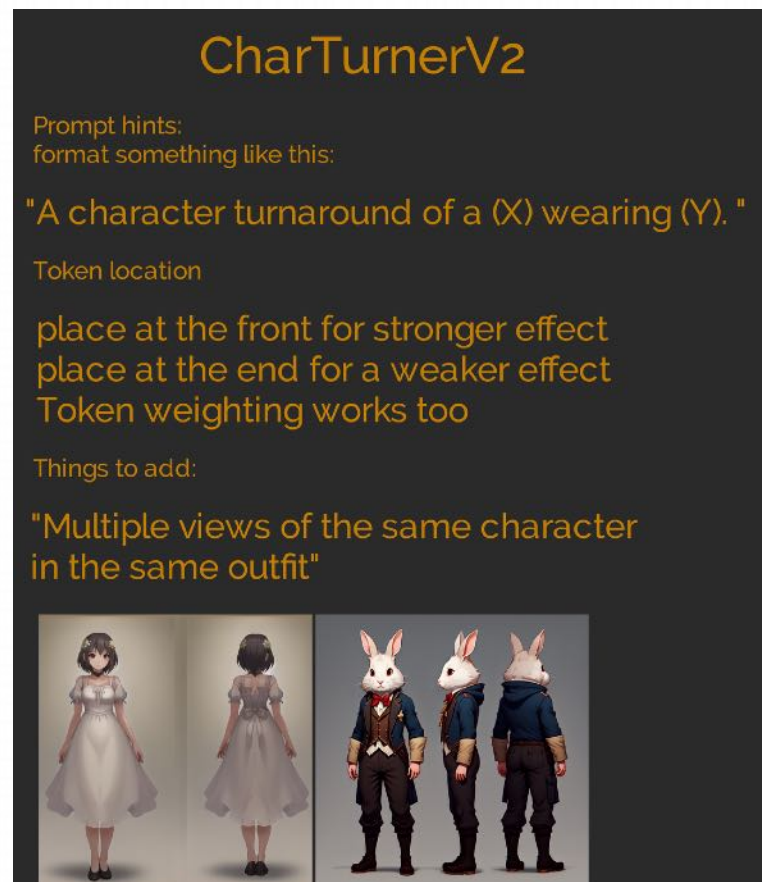 CharTurnerV2
Prompt hints:
format something like this:
"A character turnaround of a (X) wearing (Y). "
Token location
place at the front for stronger effect
place at the end for a weaker effect
Token weighting works too
Things to add:
"Multiple views of the same character
in the same outfit"